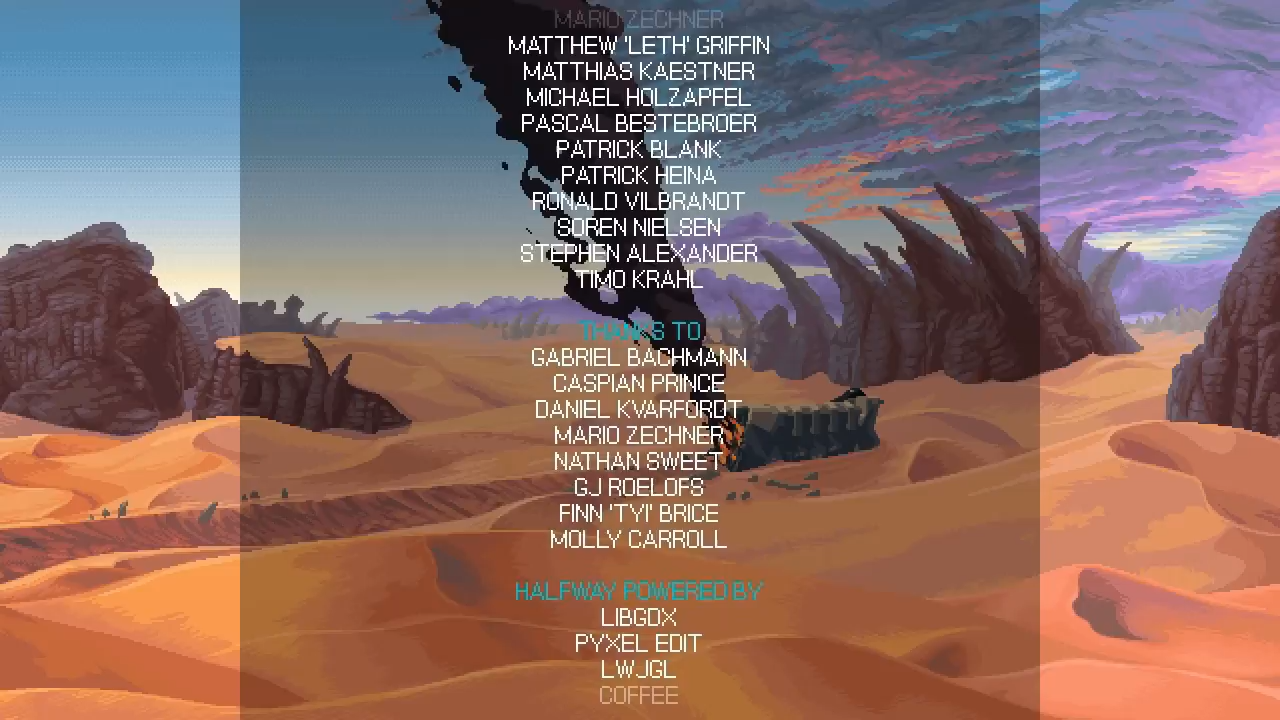 MARIO ZECHNER
MATTHEW 'LETH' GRIFFIN
MATTHIAS KAESTNER
MICHAEL HOLZAPFEL
PASCAL BESTEBROER
PATRICK BLANK
PATRICK HEINA
RONALD VILBRANDT
SOREN NIELSEN
STEPHEN ALEXANDER
TIMO KRAHL
THANKS TO
GABRIEL BACHMANN
CASPIAN PRINCE
DANIEL KVARFORDT
MARIO ZECHNER
NATHAN SWEET
GJ ROELOFS
FINN 'TYI' BRICE
MOLLY CARROLL
HALFWAY POWERED BY
LIBGDX
PYXEL EDIT
LWJGL
COFFEE